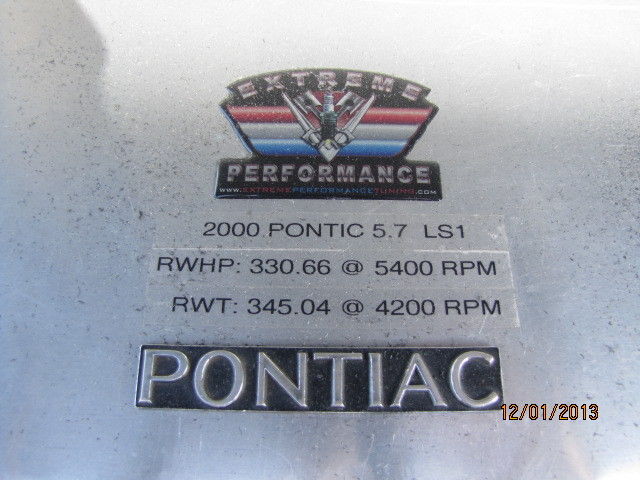 EXTREME
PERFORMANCE
WWW.EXTREMEPERFORMANCETUNING.COM
2000 PONTIC 5.7 LS1
RWHP: 330.66 @ 5400 RPM
RWT: 345.04 @ 4200 RPM
PONTIAC
12/01/2013